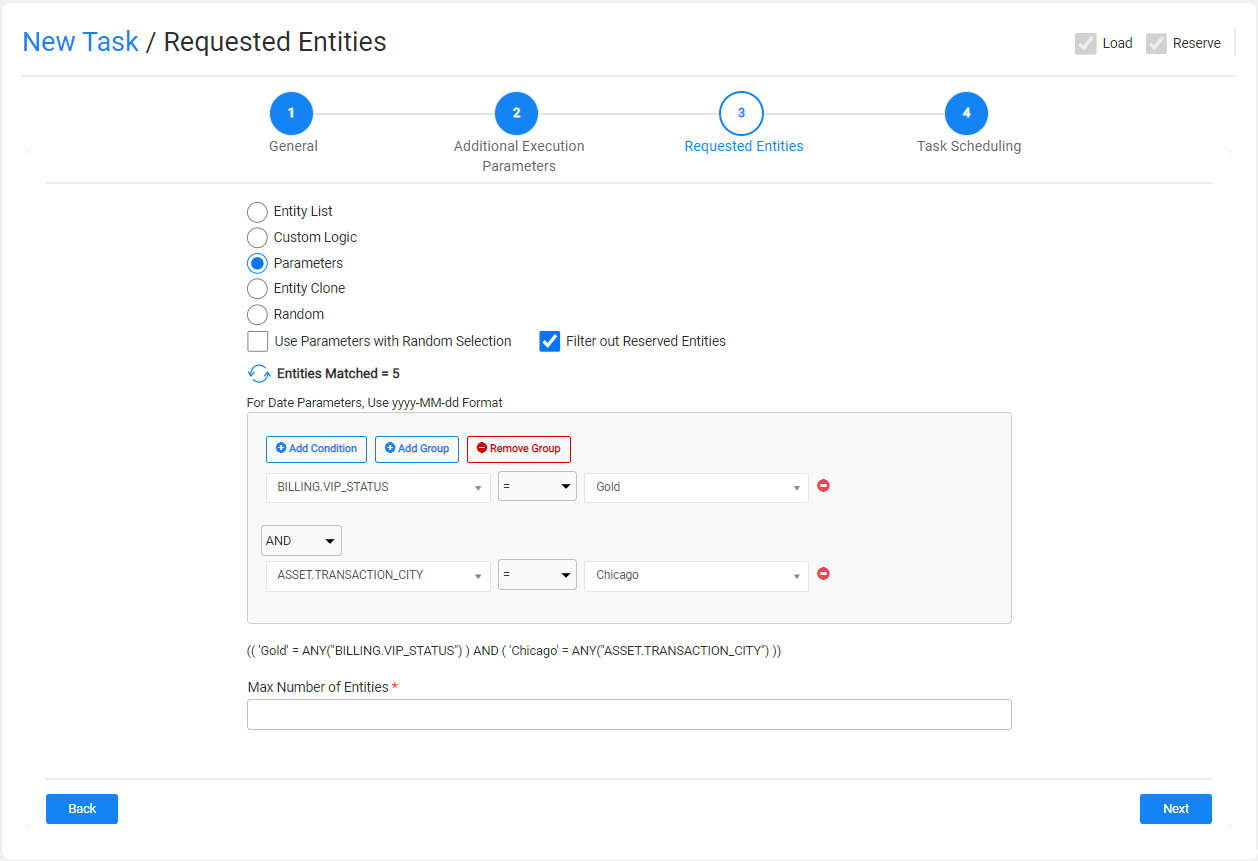 New Task / Requested Entities
Load Reserve
1 2 3 4
General Additional Execution Parameters Requested Entities Task Scheduling
Entity List
Custom Logic
Parameters
Entity Clone
Random
Use Parameters with Random Selection Filter out Reserved Entities
Entities Matched = 5
For Date Parameters, Use yyyy-MM-dd Format
Add Condition Add Group Remove Group
BILLING.VIP_STATUS = Gold
AND
ASSET.TRANSACTION_CITY = Chicago
(( 'Gold' = ANY("BILLING.VIP_STATUS") ) AND ( 'Chicago' = ANY("ASSET.TRANSACTION_CITY") ))
Max Number of Entities *
Back Next